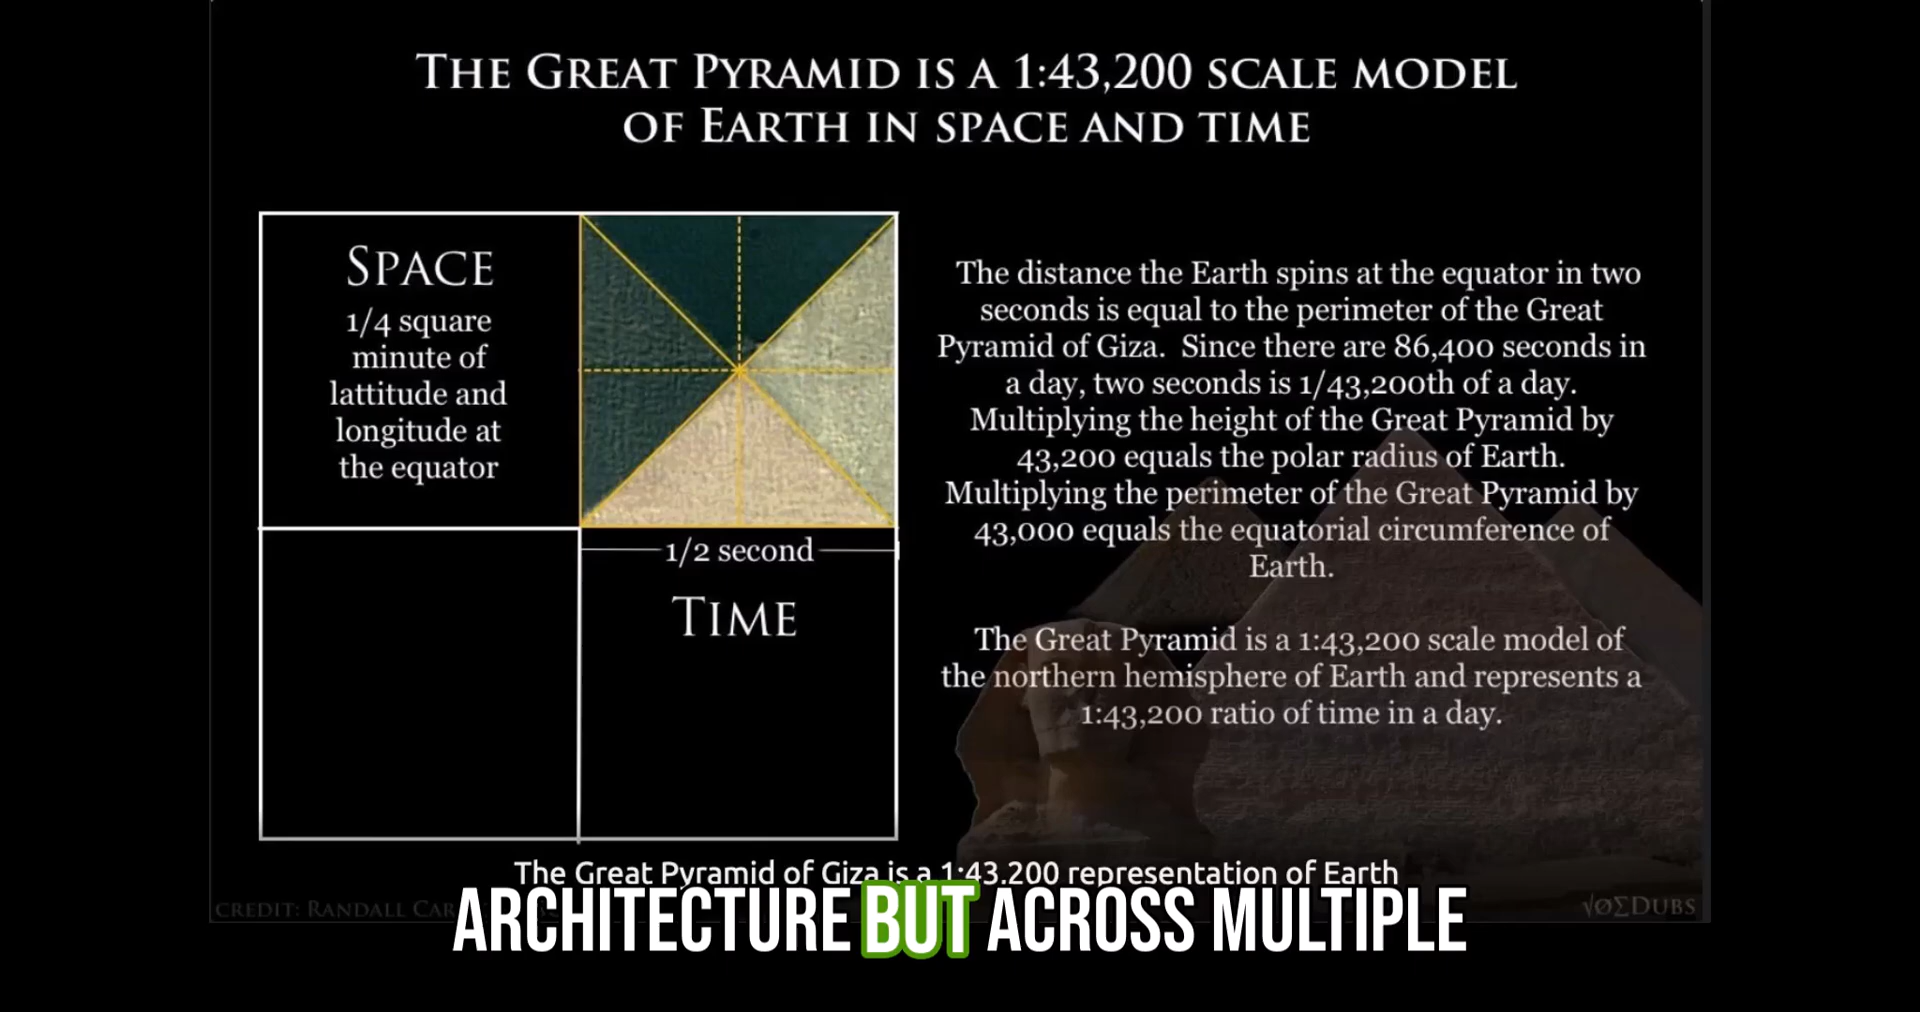 The Great Pyramid is a 1:43,200 scale model
of Earth in space and time
Space
1/4 square
minute of
lattitude and
longitude at
the equator
1/2 second
Time
The distance the Earth spins at the equator in two
seconds is equal to the perimeter of the Great
Pyramid of Giza. Since there are 86,400 seconds in
a day, two seconds is 1/43,200th of a day.
Multiplying the height of the Great Pyramid by
43,200 equals the polar radius of Earth.
Multiplying the perimeter of the Great Pyramid by
43,000 equals the equatorial circumference of
Earth.
The Great Pyramid is a 1:43,200 scale model of
the northern hemisphere of Earth and represents a
1:43,200 ratio of time in a day.
The Great Pyramid of Giza is a 1:43,200 representation of Earth
Credit: Randall
√ØΣDubs
ARCHITECTURE BUT ACROSS MULTIPLE